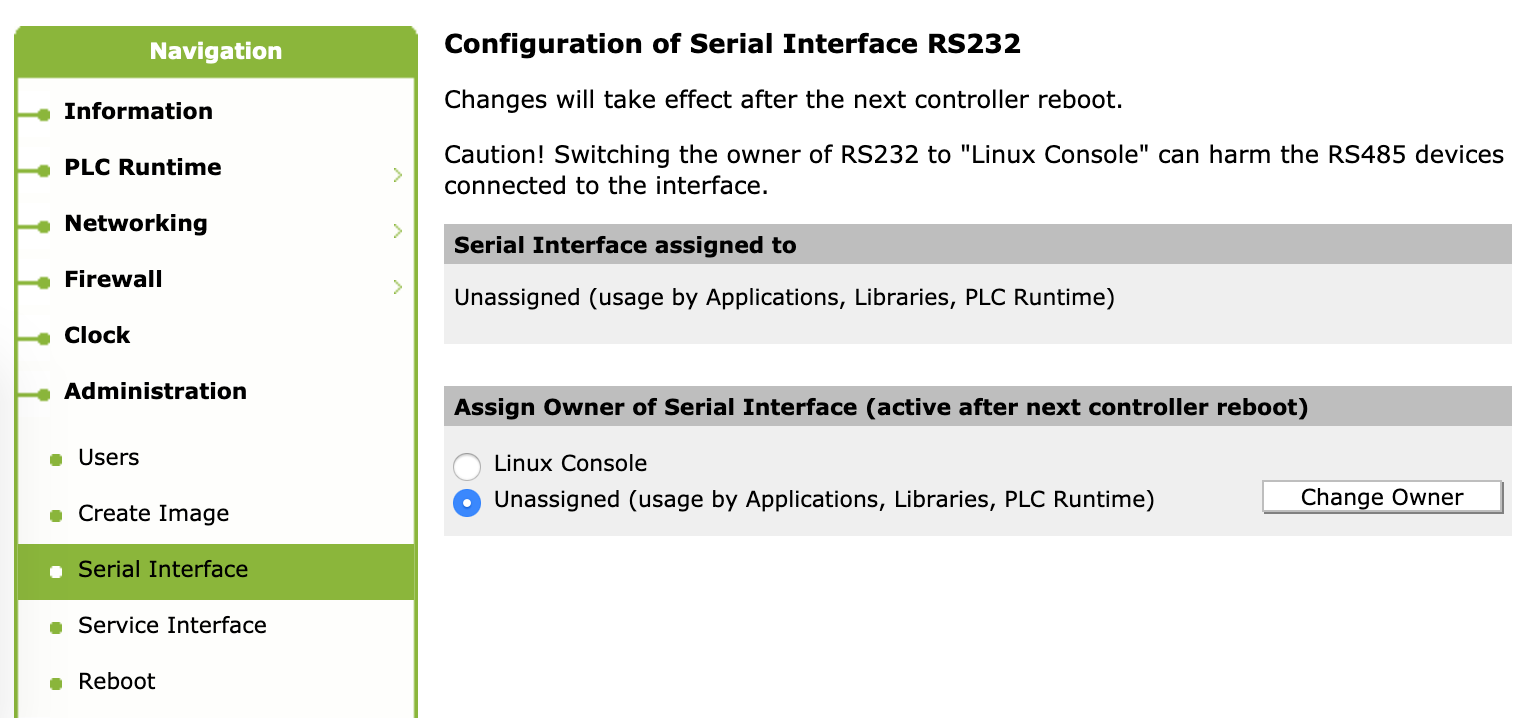 Navigation
Information
PLC Runtime
Networking
Firewall
Clock
Administration
Users
Create Image
Serial Interface
Service Interface
Reboot
Configuration of Serial Interface RS232
Changes will take effect after the next controller reboot.
Caution! Switching the owner of RS232 to "Linux Console" can harm the RS485 devices
connected to the interface.
Serial Interface assigned to
Unassigned (usage by Applications, Libraries, PLC Runtime)
Assign Owner of Serial Interface (active after next controller reboot)
Linux Console
Unassigned (usage by Applications, Libraries, PLC Runtime)
Change Owner